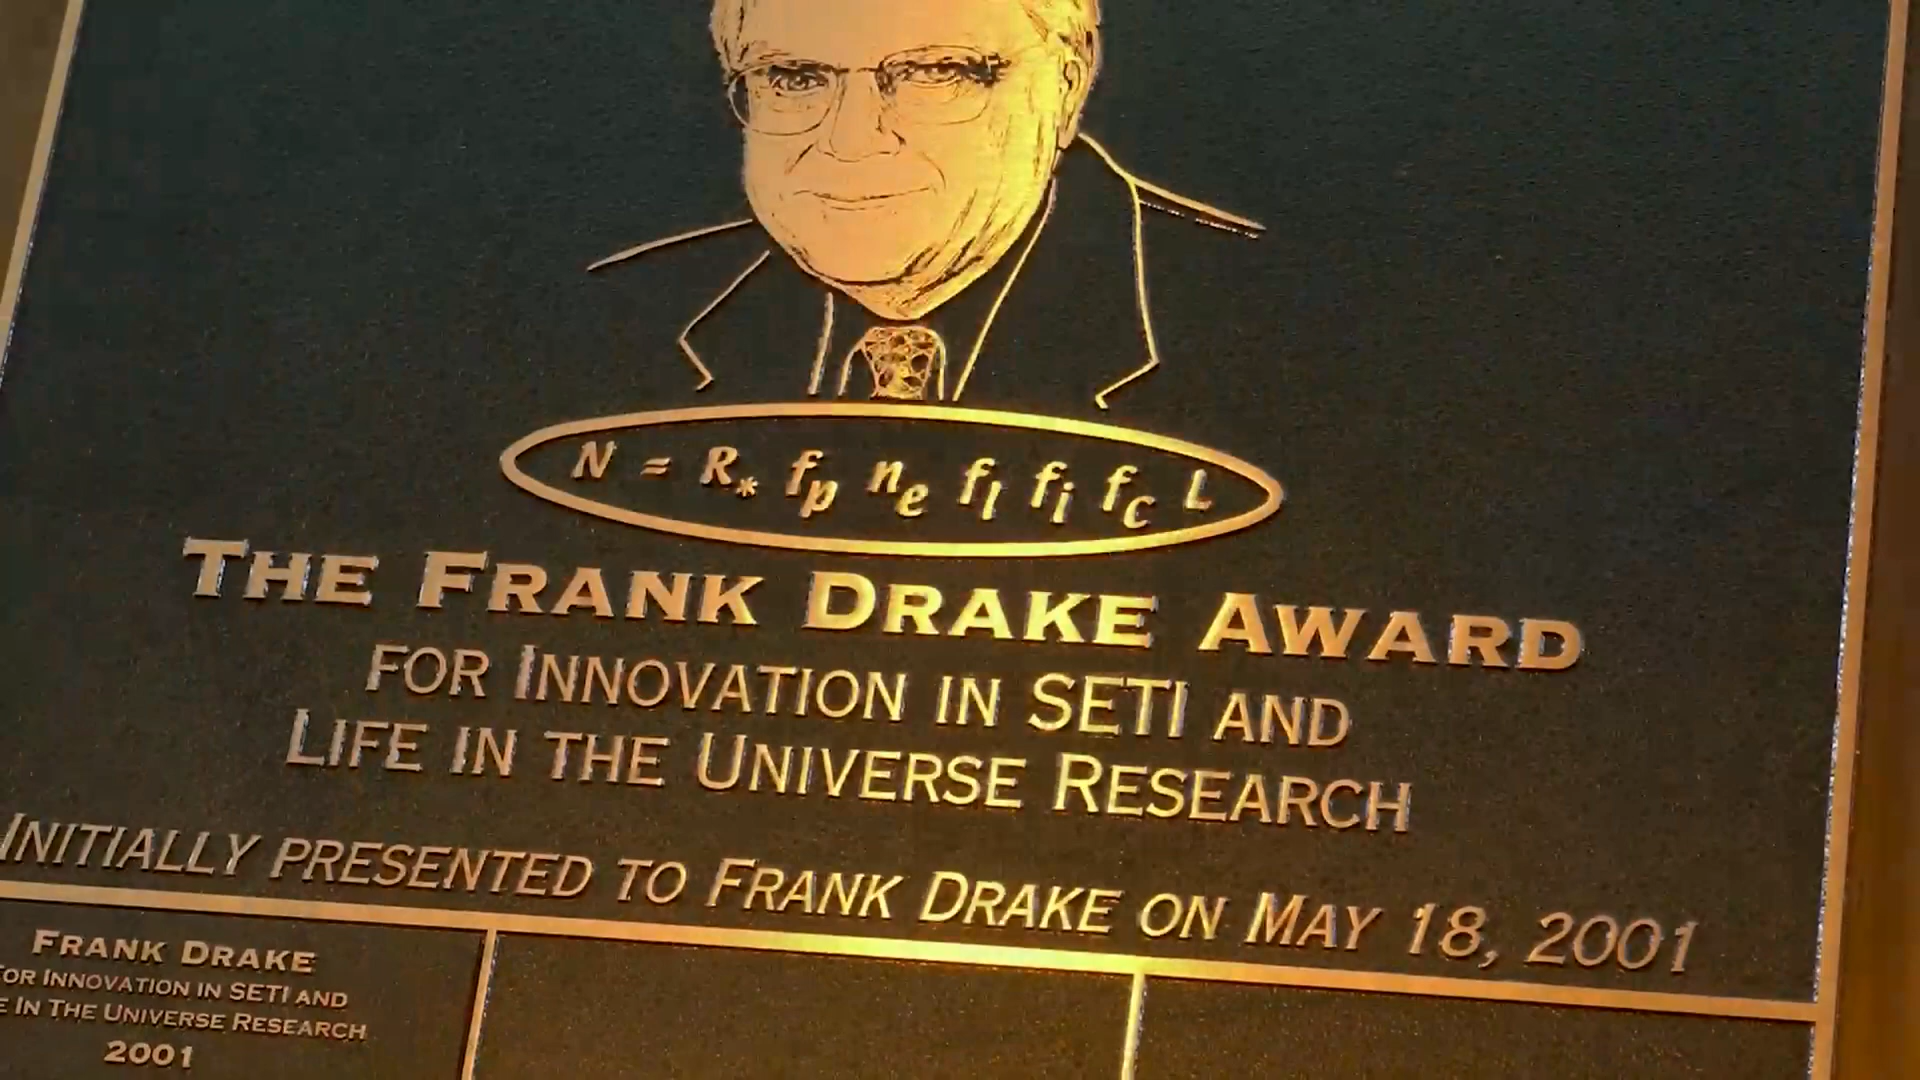 N = R* fp ne fl fi fc L
THE FRANK DRAKE AWARD
FOR INNOVATION IN SETI AND
LIFE IN THE UNIVERSE RESEARCH
INITIALLY PRESENTED TO FRANK DRAKE ON MAY 18, 2001
FRANK DRAKE
FOR INNOVATION IN SETI AND
IN THE UNIVERSE RESEARCH
2001